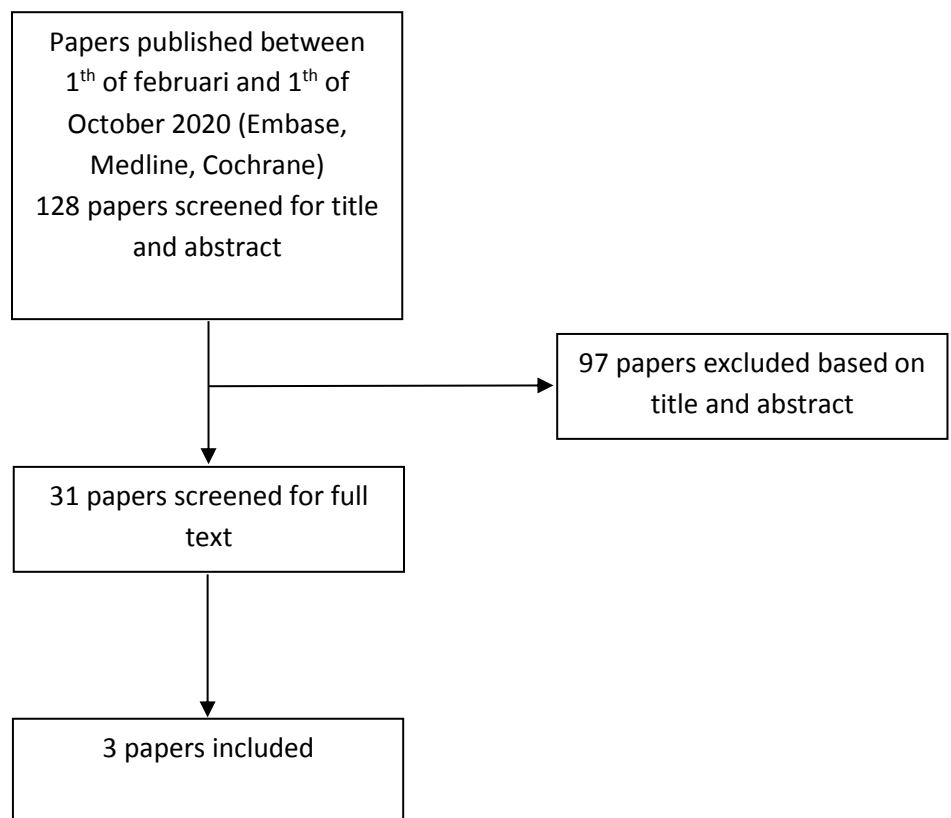 Papers published between
1th of februari and 1th of
October 2020 (Embase,
Medline, Cochrane)
128 papers screened for title
and abstract
97 papers excluded based on
title and abstract
31 papers screened for full
text
3 papers included